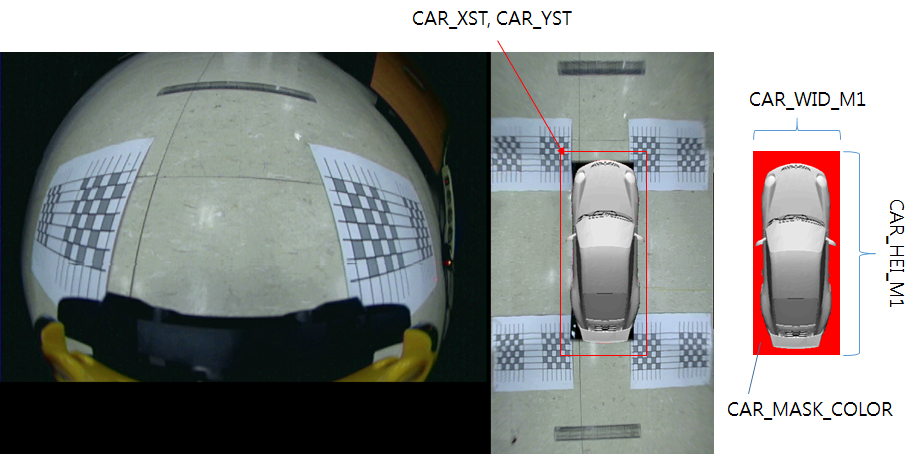 CAR_XST, CAR_YST
CAR_WID_M1
CAR_HEI_M1
CAR_MASK_COLOR